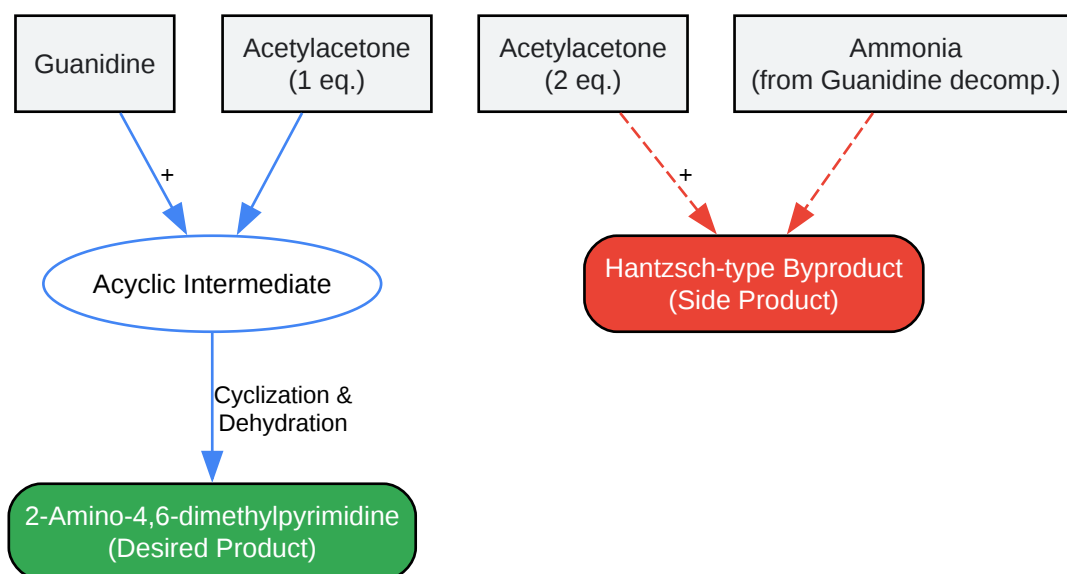 Guanidine
Acetylacetone
(1 eq.)
Acetylacetone
(2 eq.)
Ammonia
(from Guanidine decomp.)
+
+
Acyclic Intermediate
Hantzsch-type Byproduct
(Side Product)
Cyclization &
Dehydration
2-Amino-4,6-dimethylpyrimidine
(Desired Product)